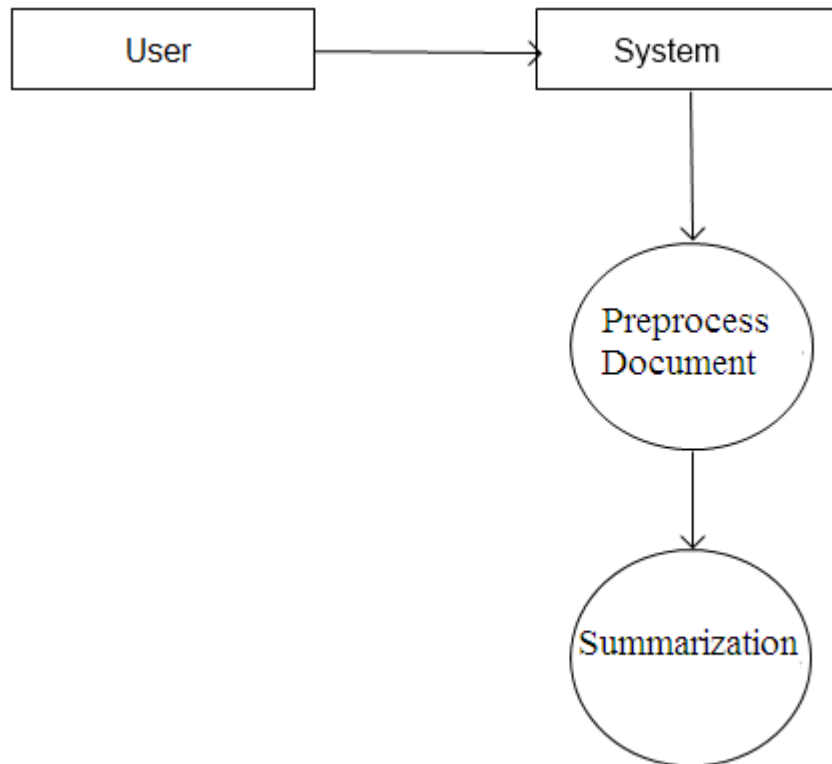 User
System
Preprocess
Document
Summarization